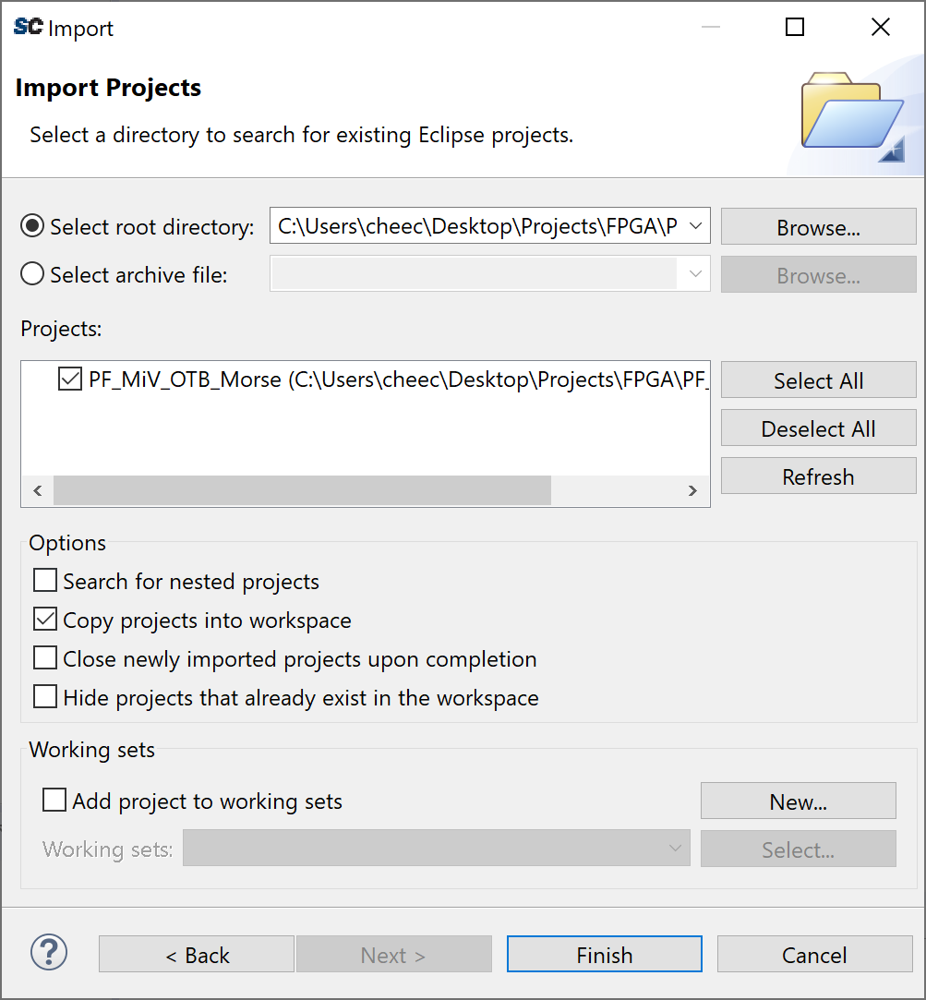 SC Import
Import Projects
Select a directory to search for existing Eclipse projects.
Select root directory: C:\Users\cheec\Desktop\Projects\FPGA\P Browse...
Select archive file: Browse...
Projects:
PF_MiV_OTB_Morse (C:\Users\cheec\Desktop\Projects\FPGA\PF_ Select All
Deselect All
Refresh
Options
Search for nested projects
Copy projects into workspace
Close newly imported projects upon completion
Hide projects that already exist in the workspace
Working sets
Add project to working sets New...
Working sets: Select...
? < Back Next > Finish Cancel